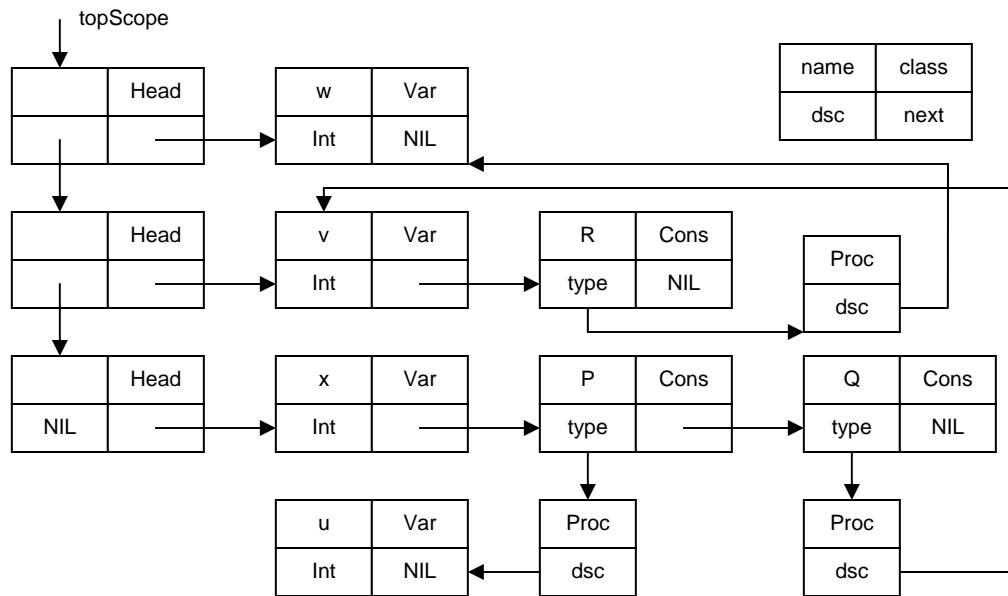 topScope
Head
w Var
Int NIL
name class
dsc next
Head
v Var
Int
R Cons
type NIL
Proc
dsc
Head
NIL
x Var
Int
P Cons
type
Q Cons
type NIL
u Var
Int NIL
Proc
dsc
Proc
dsc